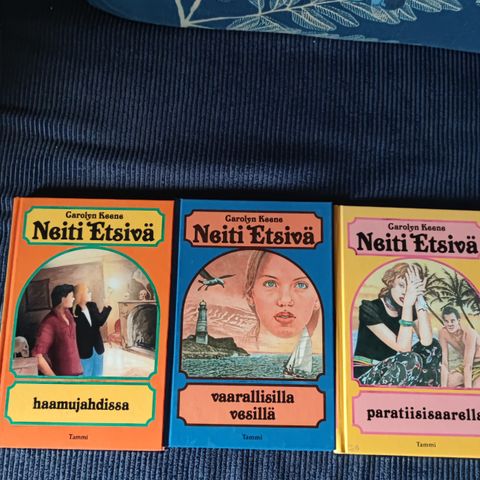 Carolyn Keene
Neiti Etsivä
haamujahdissa
Tammi
Carolyn Keene
Neiti Etsivä
vaarallisilla
vesillä
Tammi
Carolyn Keene
Neiti Etsivä
paratiisisaarella
Tammi